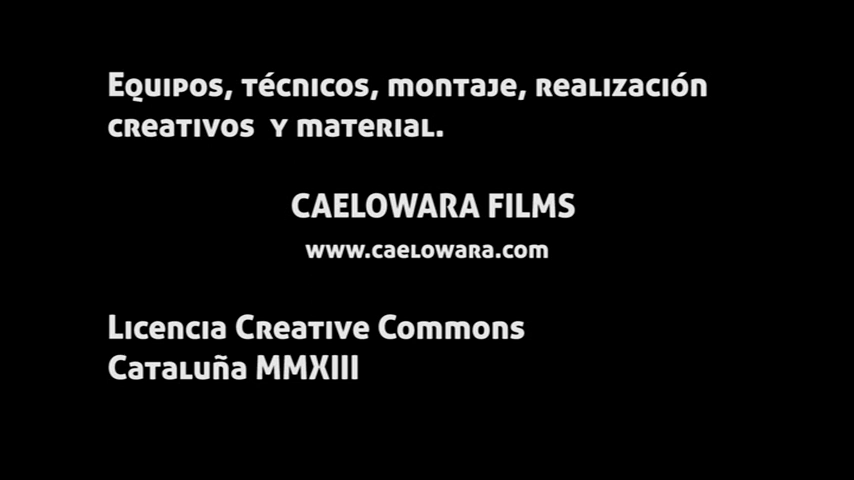 Equipos, técnicos, montaje, realización
creativos y material.
CAELOWARA FILMS
www.caelowara.com
Licencia Creative Commons
Cataluña MMXIII